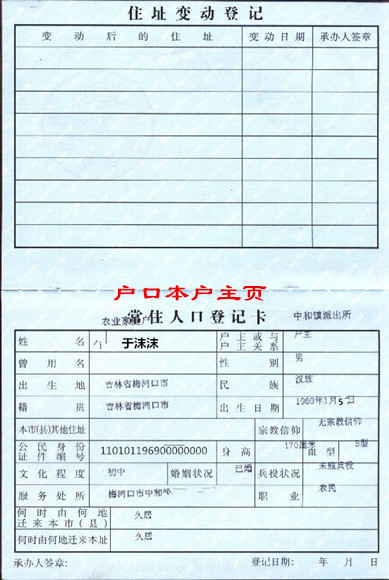 住址变动登记
变动后的住址 变动日期 承办人签章
户口本户主页
农业家庭户
常住人口登记卡
中和镇派出所
姓名 于沫沫 户主或与户主关系 户主
曾用名 性别 男
出生地 吉林省梅河口市 民族 汉族
籍贯 吉林省梅河口市 出生日期 1969年1月5日
本市(县)其他住址 宗教信仰 无宗教信仰
公民身份证件编号 110101196900000000 身高 170厘米 血型 B型
文化程度 初中 婚姻状况 已婚 兵役状况 未服兵役
服务处所 梅河口市中和 职业 农民
何时由何地迁来本市(县) 久居
何时由何地迁来本址 久居
承办人签章: 登记日期: 年 月 日